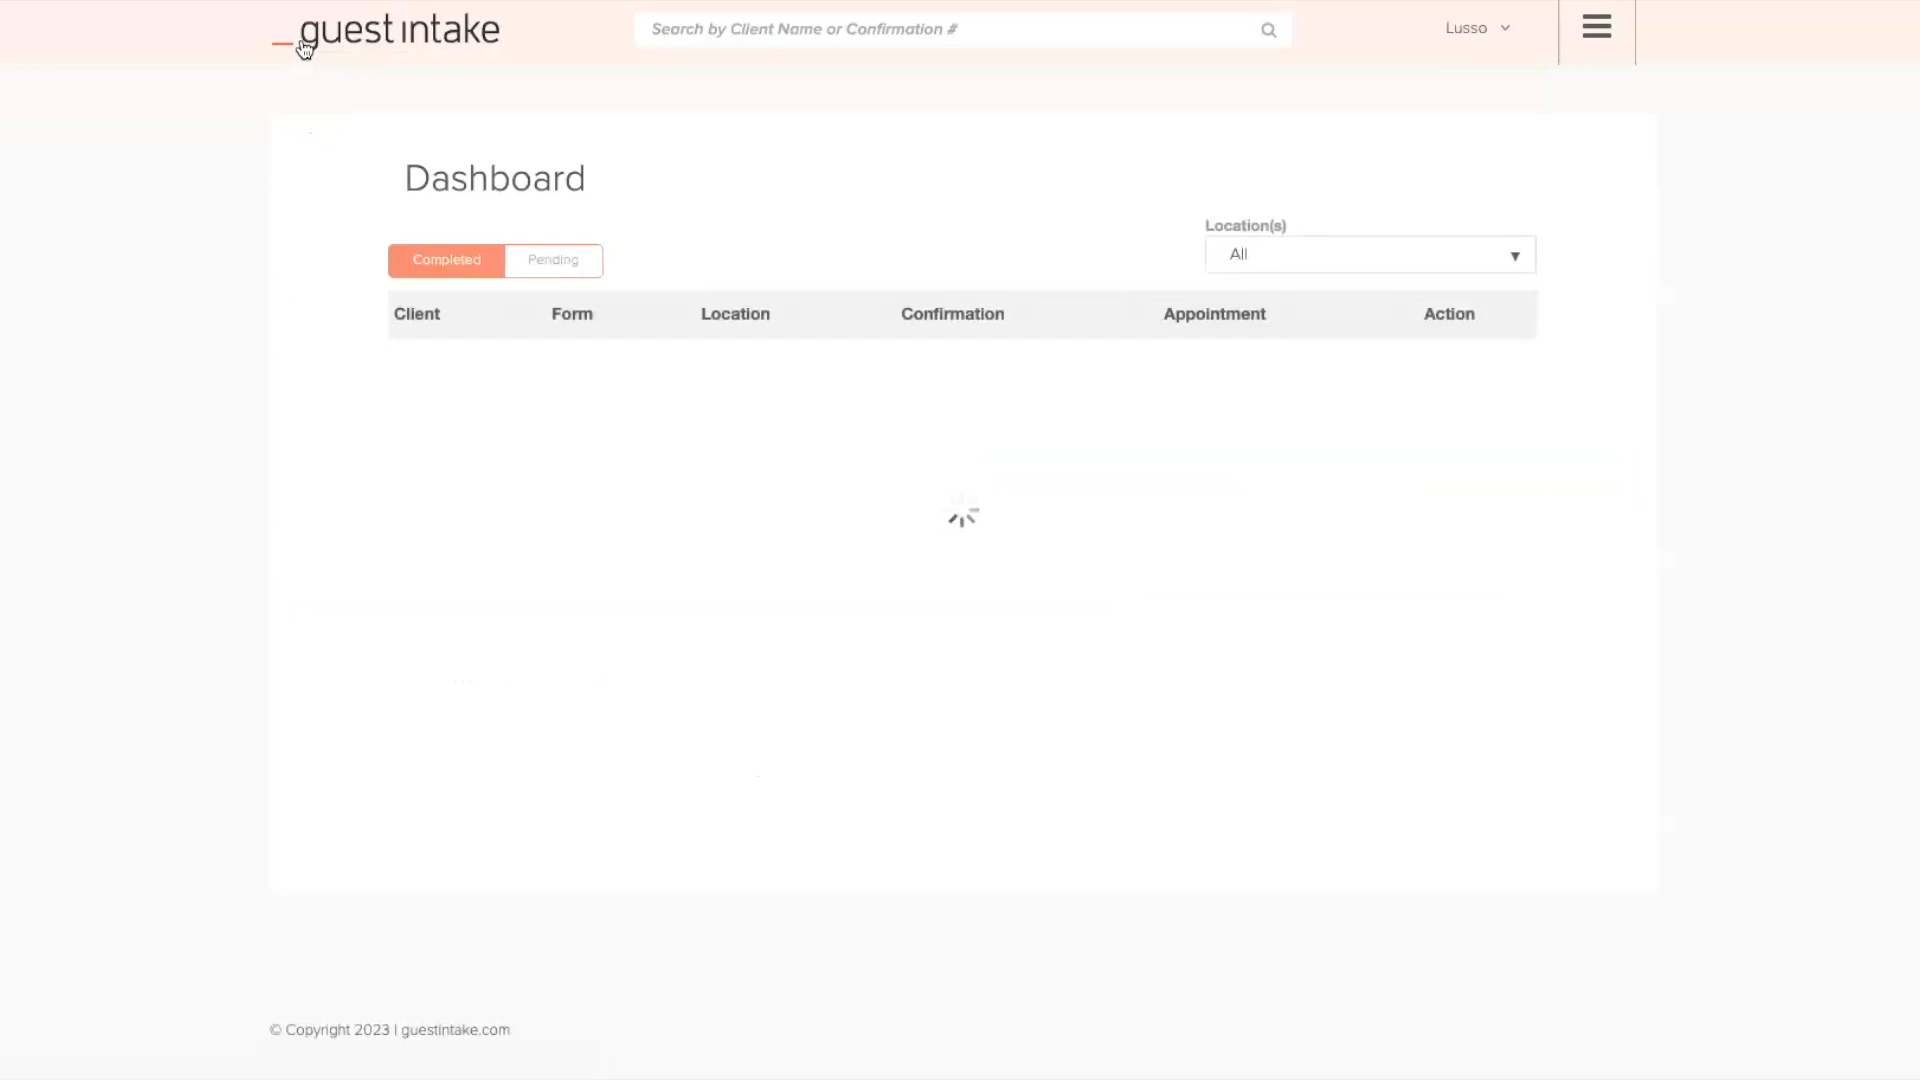 guest intake
Search by Client Name or Confirmation #
Lusso
Dashboard
Location(s)
All
Completed
Pending
Client Form Location Confirmation Appointment Action
© Copyright 2023 | guestintake.com